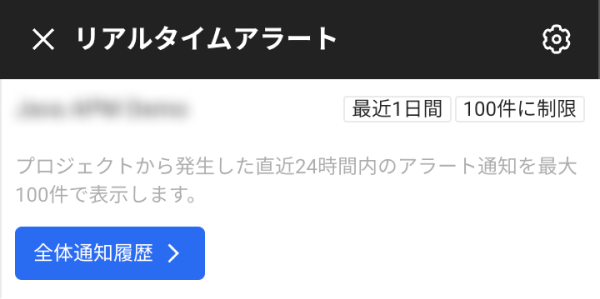 リアルタイムアラート
最近1日間 100件に制限
プロジェクトから発生した直近24時間内のアラート通知を最大
100件で表示します。
全体通知履歴